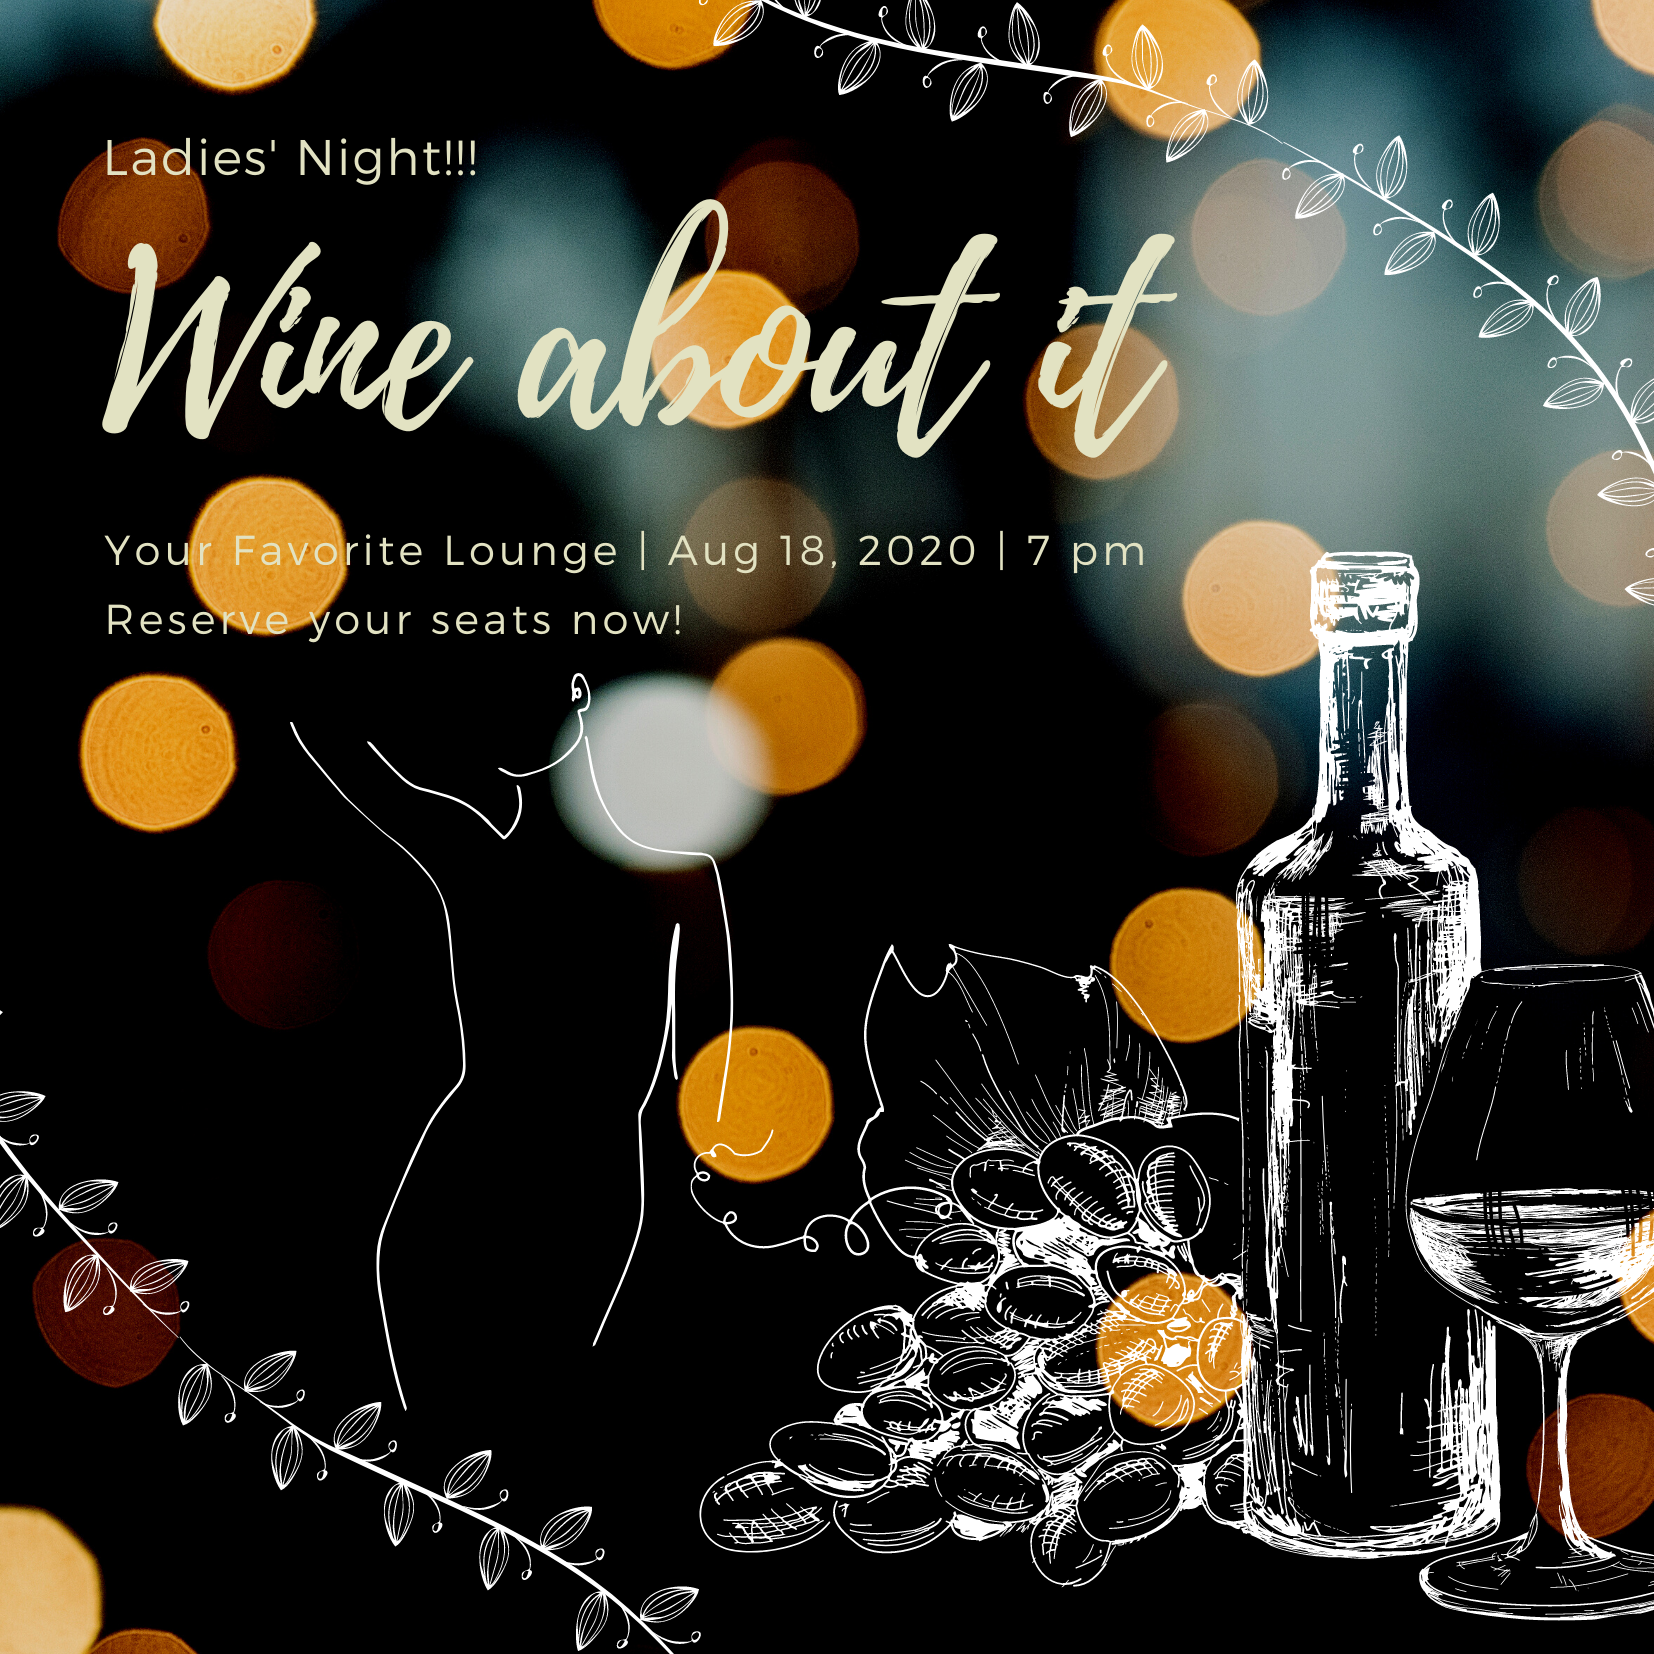 Ladies' Night!!!
Wine about it
Your Favorite Lounge | Aug 18, 2020 | 7 pm
Reserve your seats now!